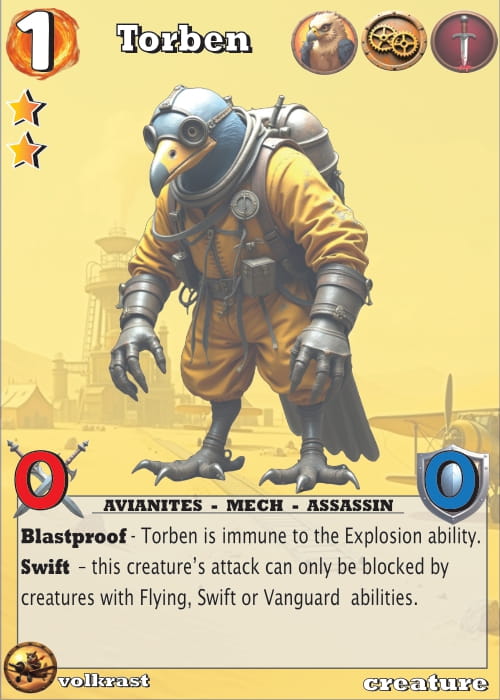 1
Torben
0
0
AVIANITES - MECH - ASSASSIN
Blastproof - Torben is immune to the Explosion ability.
Swift - this creature's attack can only be blocked by
creatures with Flying, Swift or Vanguard abilities.
volkrast
creature